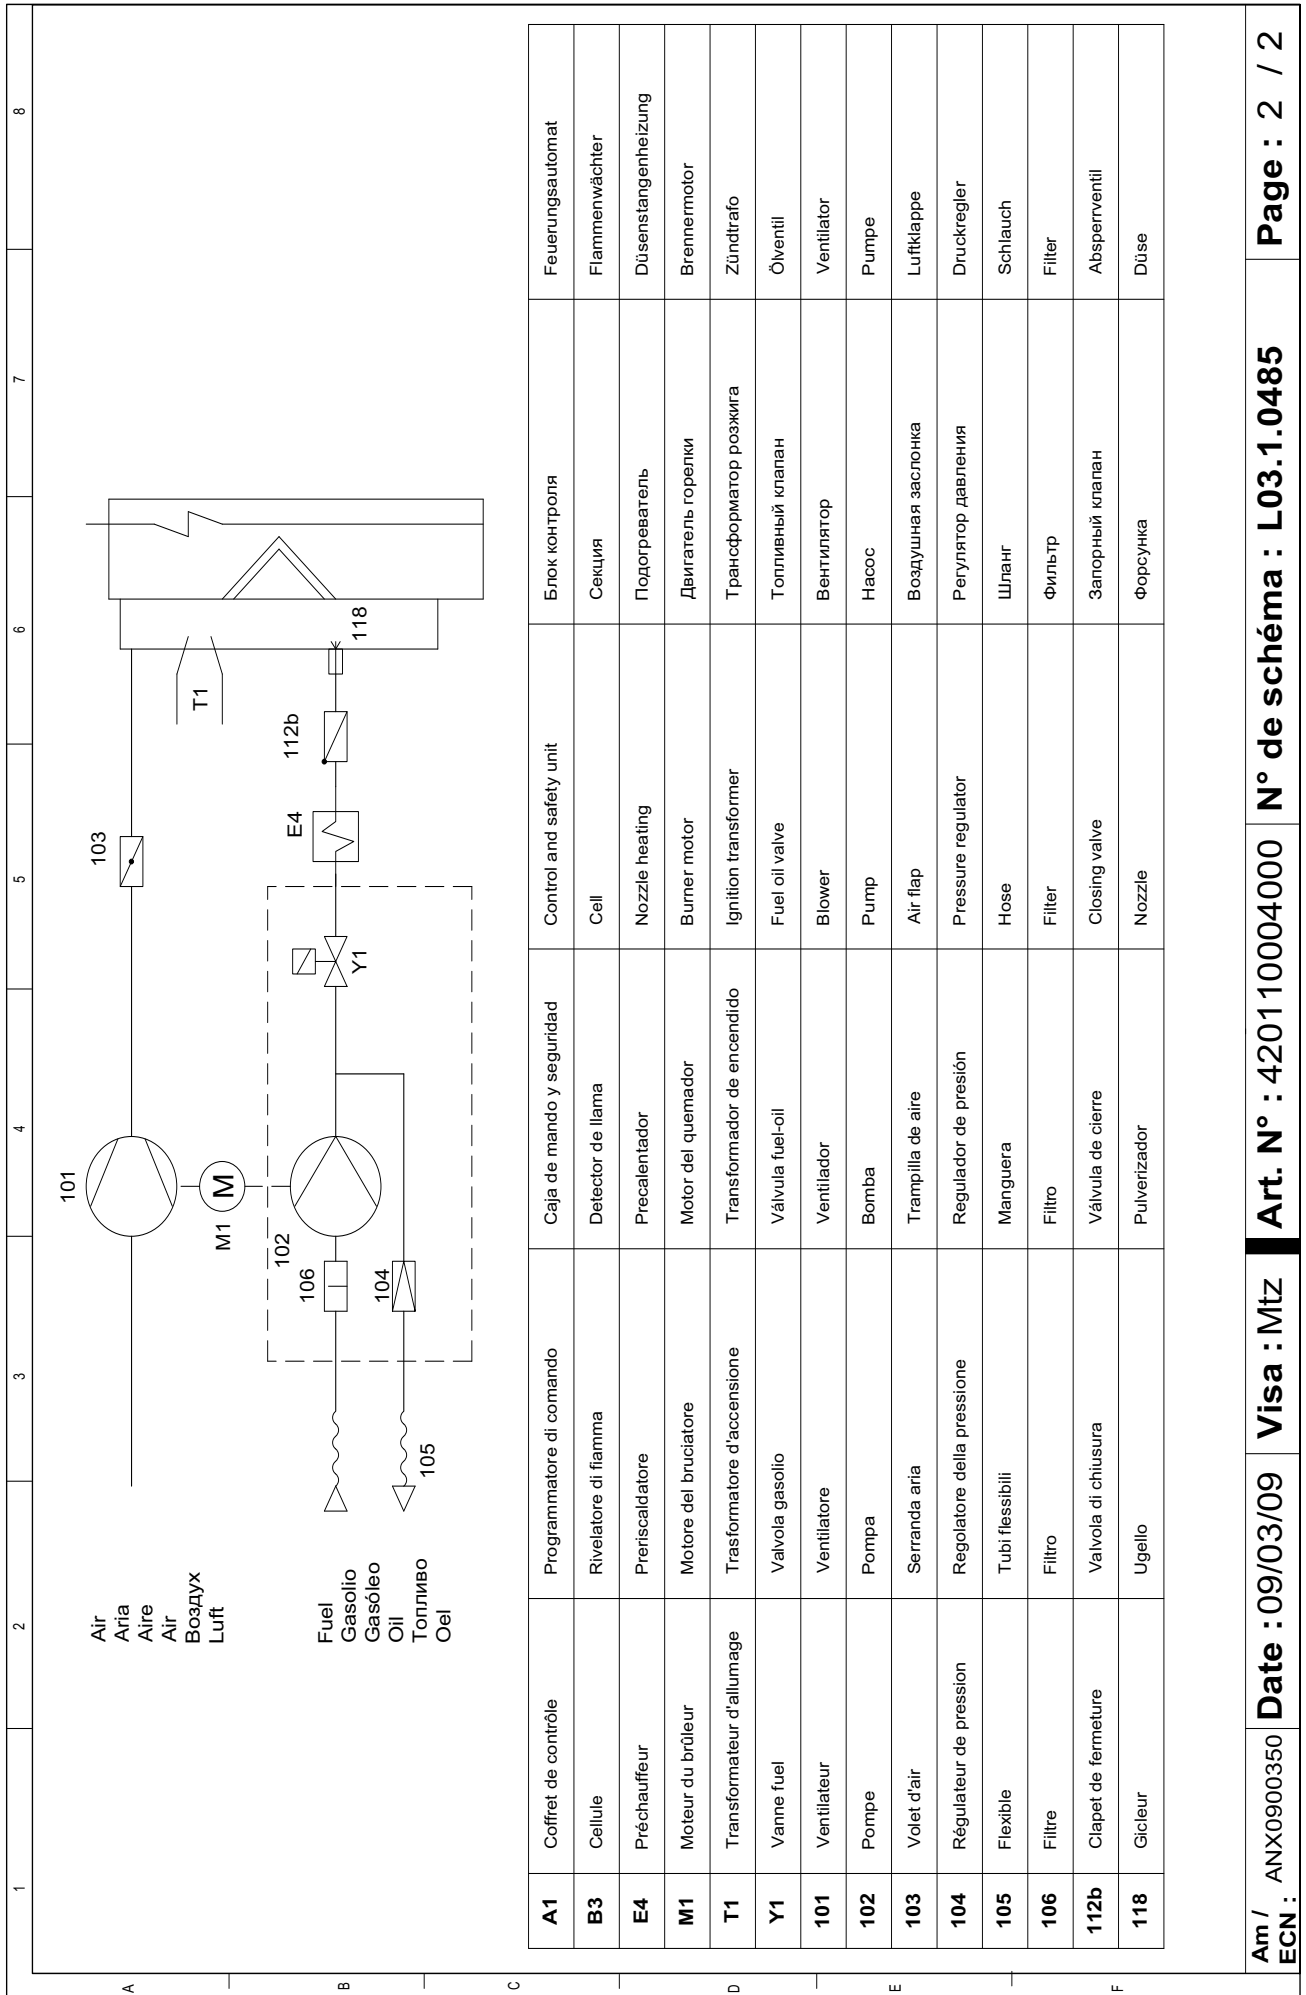 1 2 3 4 5 6 7 8
A
B
C
D
E
F
Air
Aria
Aire
Air
Воздух
Luft
101
103
T1
M1
M
Fuel
Gasolio
Gasóleo
Oil
Топливо
Oel
102
106
104
105
Y1
E4
112b
118
A1 Coffret de contrôle Programmatore di comando Caja de mando y seguridad Control and safety unit Блок контроля Feuerungsautomat
B3 Cellule Rivelatore di fiamma Detector de llama Cell Секция Flammenwächter
E4 Préchauffeur Preriscaldatore Precalentador Nozzle heating Подогреватель Düsenstangenheizung
M1 Moteur du brûleur Motore del bruciatore Motor del quemador Burner motor Двигатель горелки Brennermotor
T1 Transformateur d'allumage Trasformatore d'accensione Transformador de encendido Ignition transformer Трансформатор розжига Zündtrafo
Y1 Vanne fuel Valvola gasolio Válvula fuel-oil Fuel oil valve Топливный клапан Ölventil
101 Ventilateur Ventilatore Ventilador Blower Вентилятор Ventilator
102 Pompe Pompa Bomba Pump Насос Pumpe
103 Volet d'air Serranda aria Trampilla de aire Air flap Воздушная заслонка Luftklappe
104 Régulateur de pression Regolatore della pressione Regulador de presión Pressure regulator Регулятор давления Druckregler
105 Flexible Tubi flessibili Manguera Hose Шланг Schlauch
106 Filtre Filtro Filtro Filter Фильтр Filter
112b Clapet de fermeture Valvola di chiusura Válvula de cierre Closing valve Запорный клапан Absperrventil
118 Gicleur Ugello Pulverizador Nozzle Форсунка Düse
Am / ECN : ANX0900350 Date : 09/03/09 Visa : Mtz Art. N° : 420110004000 N° de schéma : L03.1.0485 Page : 2 / 2